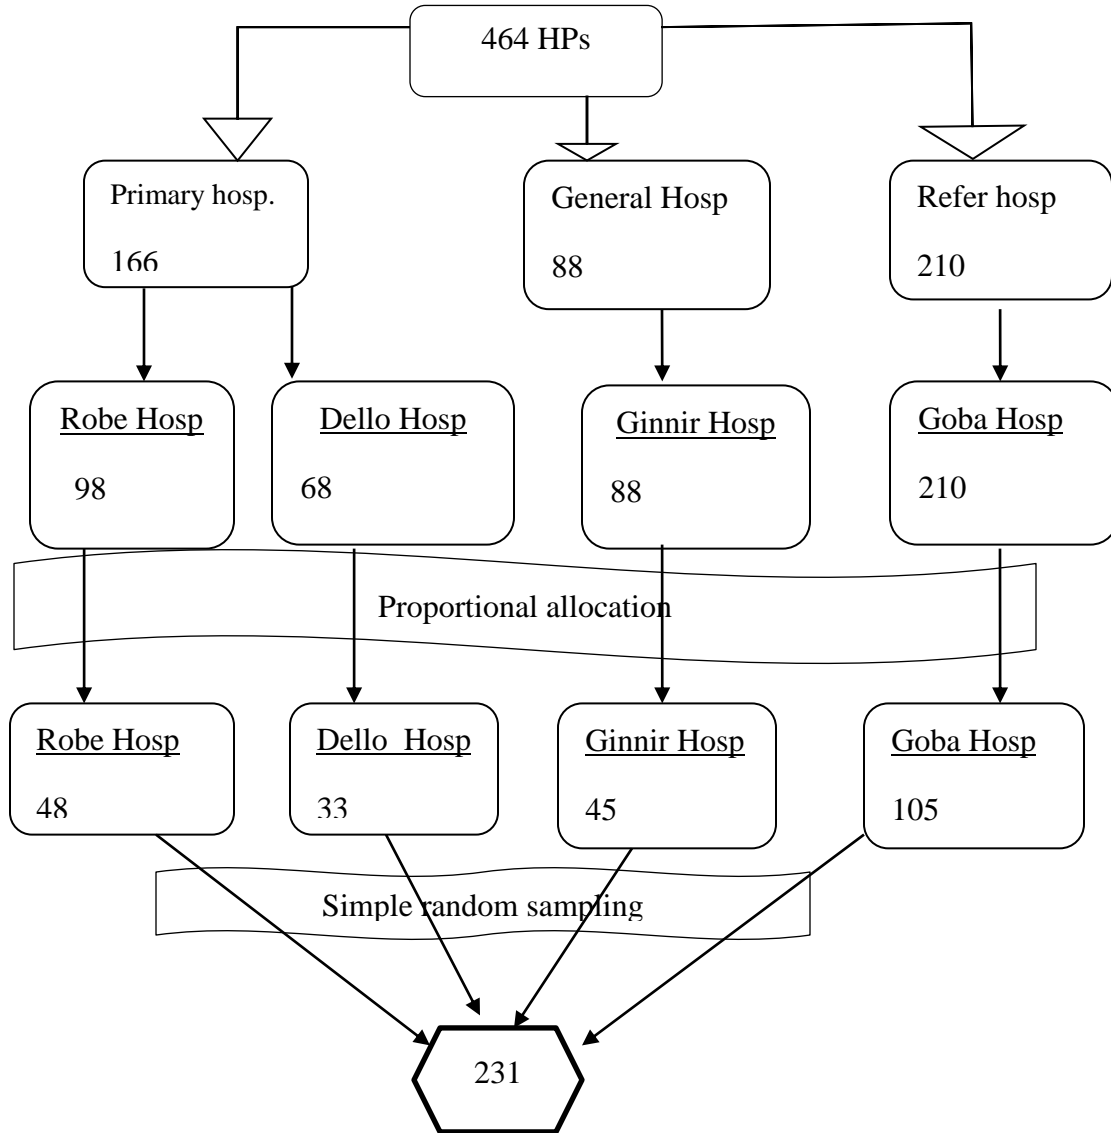 464 HPs
Primary hosp.
166
General Hosp
88
Refer hosp
210
Robe Hosp
98
Dello Hosp
68
Ginnir Hosp
88
Goba Hosp
210
Proportional allocation
Robe Hosp
48
Dello Hosp
33
Ginnir Hosp
45
Goba Hosp
105
Simple random sampling
231